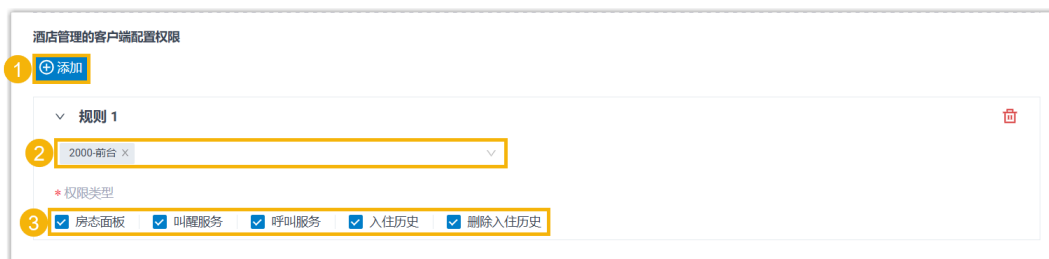 酒店管理的客户端配置权限
1 添加
规则 1
2 2000-前台 ×
*权限类型
3 房态面板 叫醒服务 呼叫服务 入住历史 删除入住历史